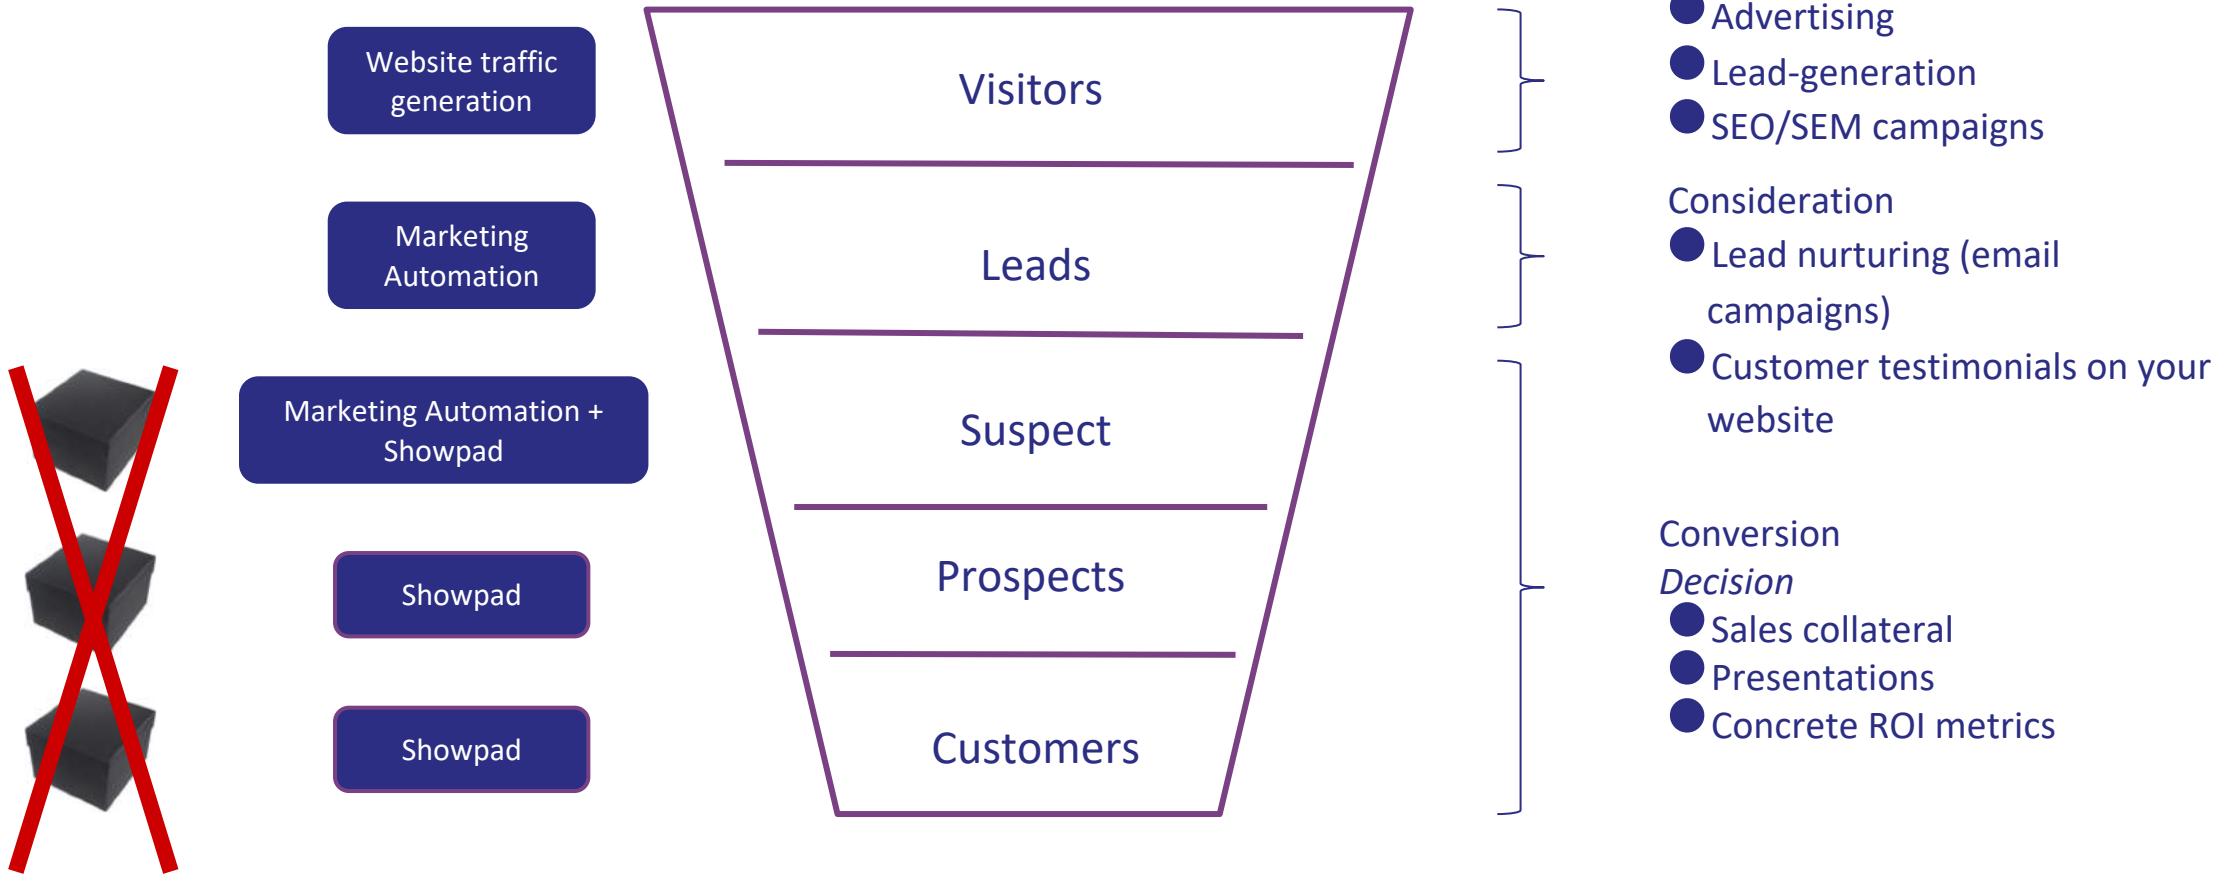 Website traffic
generation
Marketing
Automation
Marketing Automation +
Showpad
Showpad
Showpad
Visitors
Leads
Suspect
Prospects
Customers
Advertising
Lead-generation
SEO/SEM campaigns
Consideration
Lead nurturing (email
campaigns)
Customer testimonials on your
website
Conversion
Decision
Sales collateral
Presentations
Concrete ROI metrics